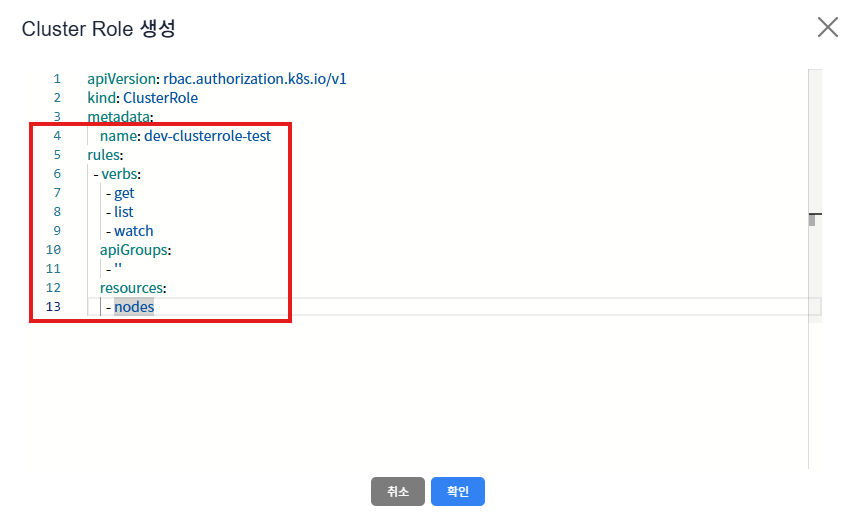 Cluster Role 생성
1 apiVersion: rbac.authorization.k8s.io/v1
2 kind: ClusterRole
3 metadata:
4 name: dev-clusterrole-test
5 rules:
6 - verbs:
7 - get
8 - list
9 - watch
10 apiGroups:
11 - ''
12 resources:
13 - nodes
취소 확인